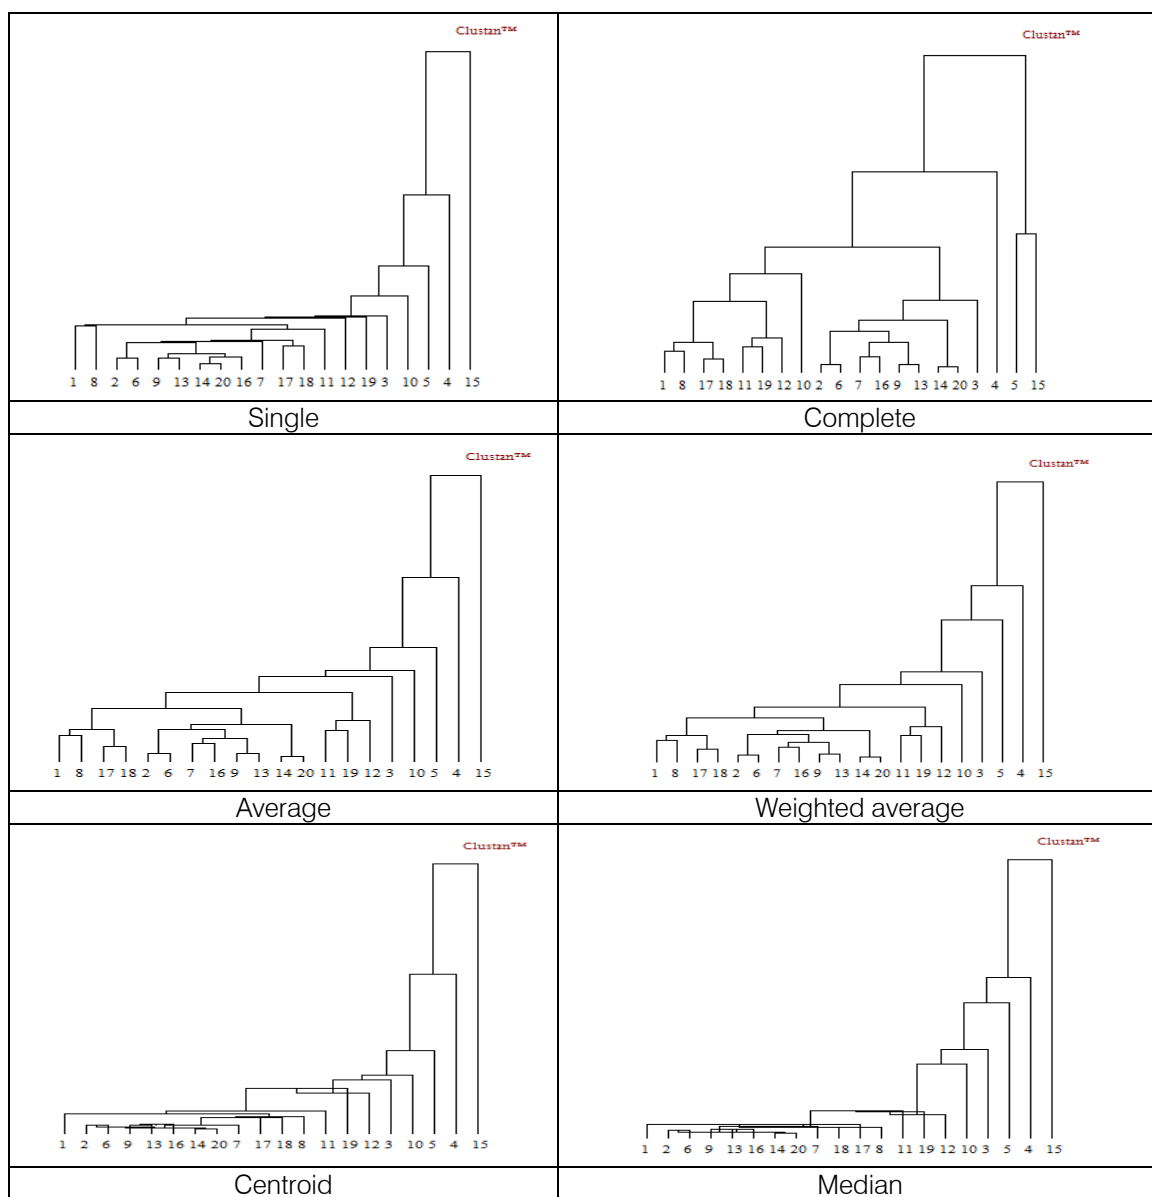 Clustan™
1 8 2 6 9 13 14 20 16 7 17 18 11 12 19 3 10 5 4 15
Single
Clustan™
1 8 17 18 11 19 12 10 2 6 7 16 9 13 14 20 3 4 5 15
Complete
Clustan™
1 8 17 18 2 6 7 16 9 13 14 20 11 19 12 3 10 5 4 15
Average
Clustan™
1 8 17 18 2 6 7 16 9 13 14 20 11 19 12 10 3 5 4 15
Weighted average
Clustan™
1 2 6 9 13 16 14 20 7 17 18 8 11 19 12 3 10 5 4 15
Centroid
Clustan™
1 2 6 9 13 16 14 20 7 18 17 8 11 19 12 10 3 5 4 15
Median